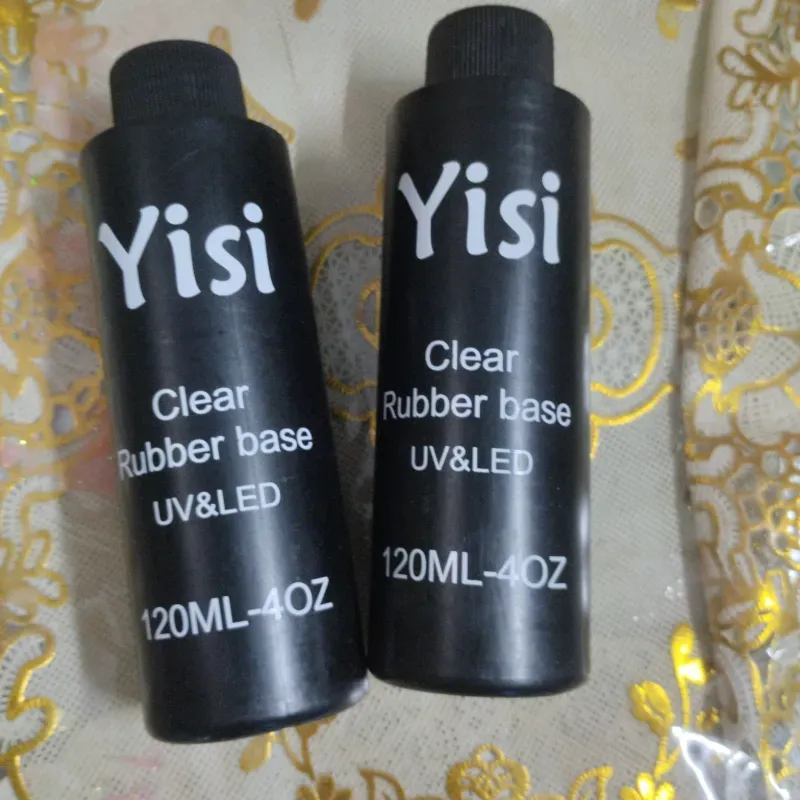 Yisi
Clear
Rubber base
UV&LED
120ML-4OZ
Yisi
Clear
Rubber base
UV&LED
120ML-4OZ